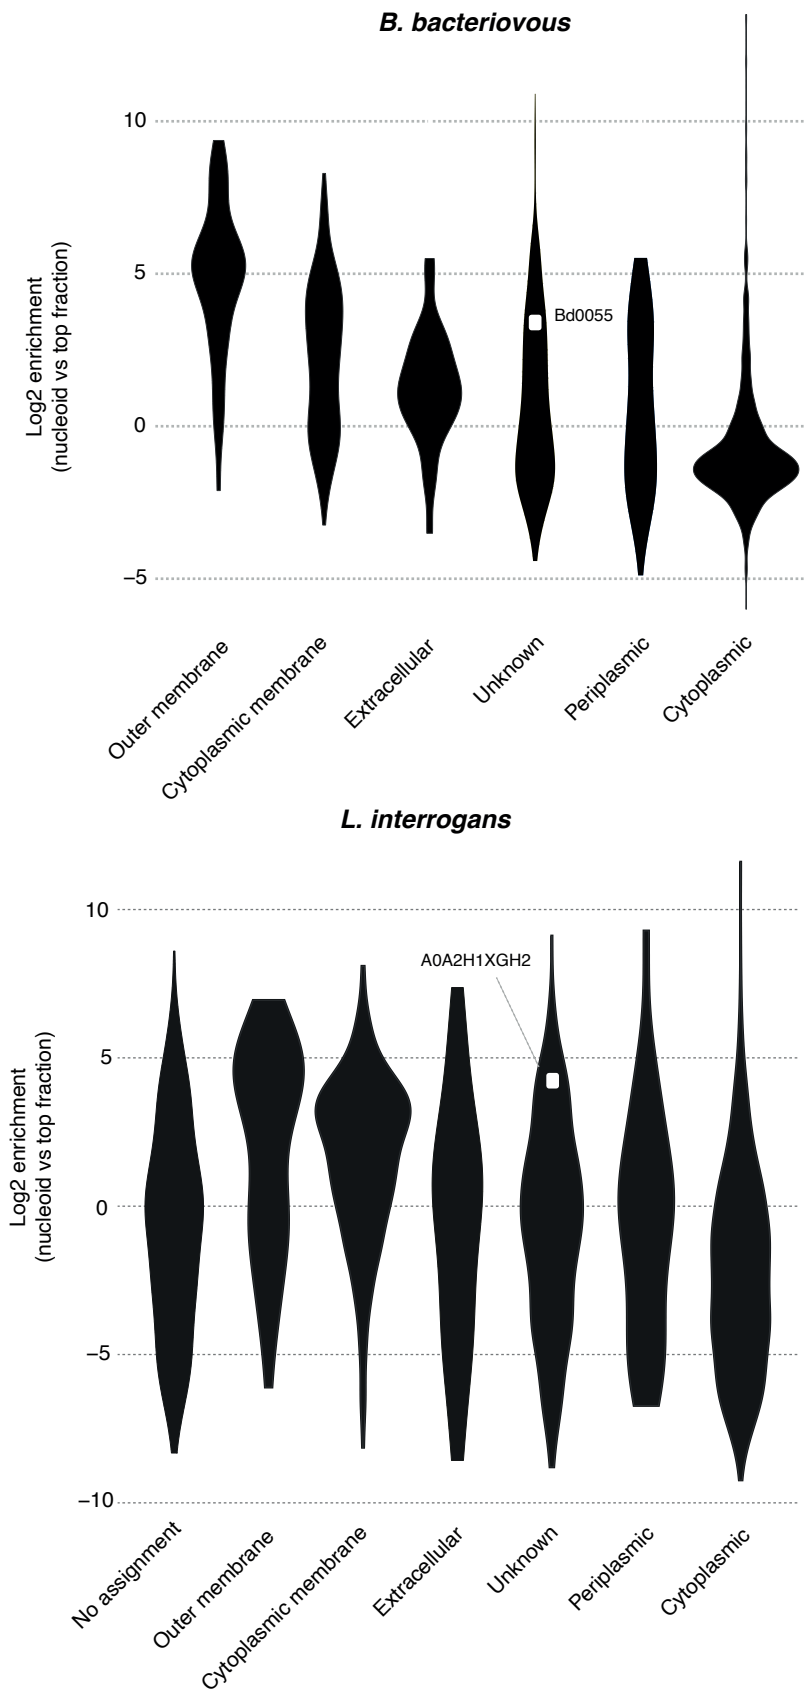 B. bacteriovous
10
5
0
−5
Log2 enrichment
(nucleoid vs top fraction)
Bd0055
Outer membrane
Cytoplasmic membrane
Extracellular
Unknown
Periplasmic
Cytoplasmic
L. interrogans
10
5
0
−5
−10
Log2 enrichment
(nucleoid vs top fraction)
A0A2H1XGH2
No assignment
Outer membrane
Cytoplasmic membrane
Extracellular
Unknown
Periplasmic
Cytoplasmic